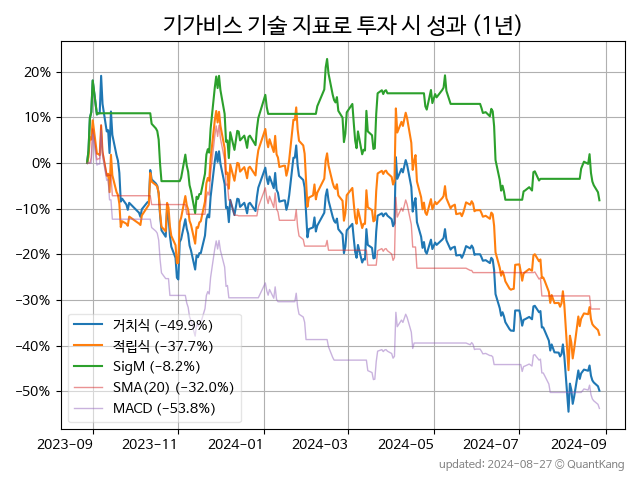 기가비스 기술 지표로 투자 시 성과 (1년)
20%
10%
0%
−10%
−20%
−30%
−40%
−50%
거치식 (−49.9%)
적립식 (−37.7%)
SigM (−8.2%)
SMA(20) (−32.0%)
MACD (−53.8%)
2023-09 2023-11 2024-01 2024-03 2024-05 2024-07 2024-09
updated: 2024-08-27 © QuantKang